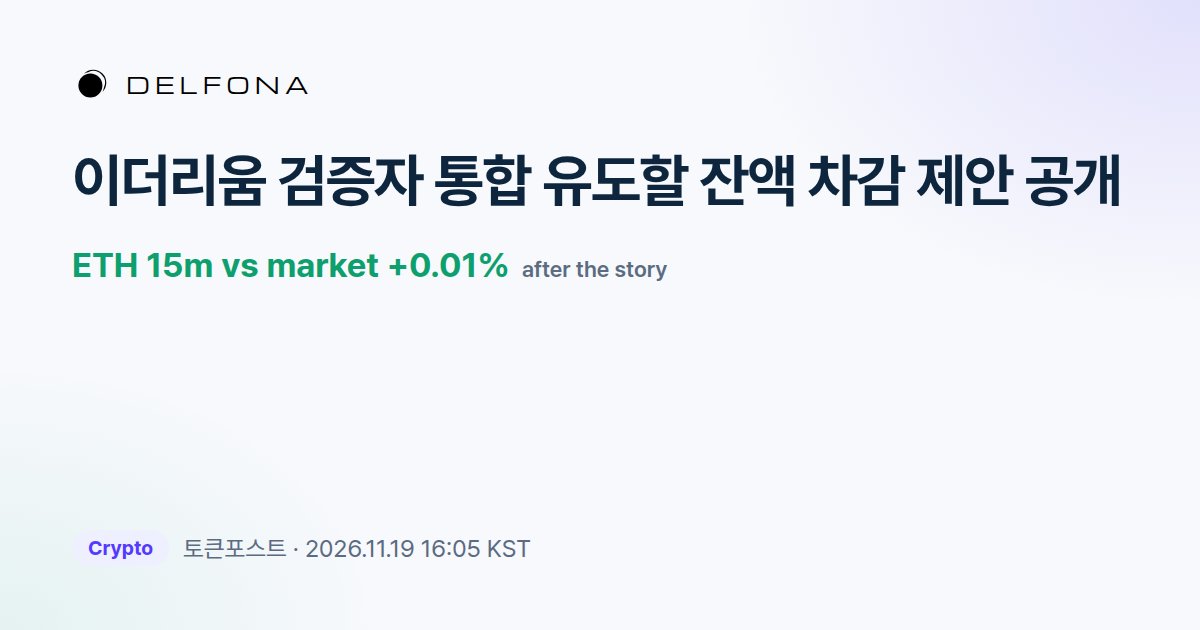 DELFONA
이더리움 검증자 통합 유도할 잔액 차감 제안 공개
ETH 15m vs market +0.01% after the story
Crypto 토큰포스트 · 2026.11.19 16:05 KST